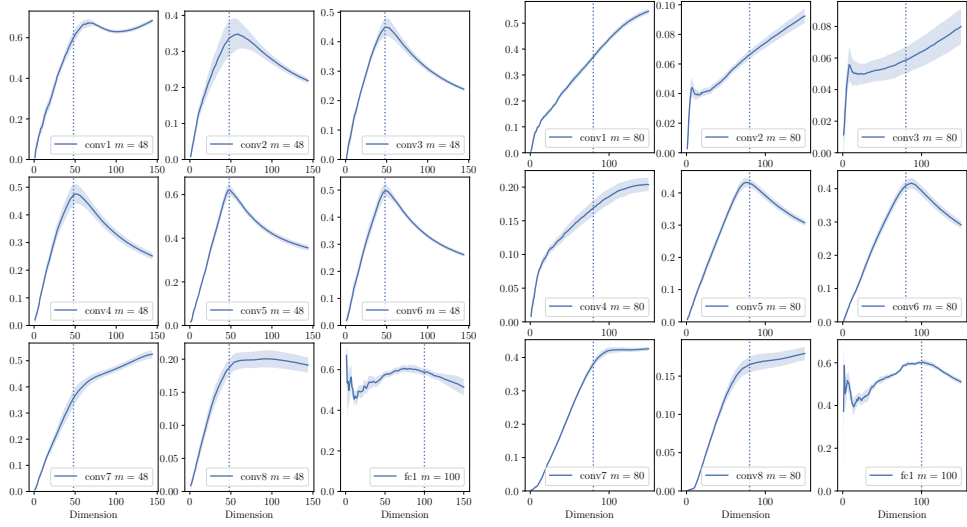 0.6
0.4
0.2
0.0
conv1 m = 48
0 50 100 150
0.4
0.3
0.2
0.1
0.0
conv2 m = 48
0 50 100 150
0.4
0.3
0.2
0.1
0.0
conv3 m = 48
0 50 100 150
0.5
0.4
0.3
0.2
0.1
0.0
conv1 m = 80
0 100
0.08
0.06
0.04
0.02
0.00
conv2 m = 80
0 100
0.08
0.06
0.04
0.02
0.00
conv3 m = 80
0 100
0.5
0.4
0.3
0.2
0.1
0.0
conv4 m = 48
0 50 100 150
0.6
0.4
0.2
0.0
conv5 m = 48
0 50 100 150
0.5
0.4
0.3
0.2
0.1
0.0
conv6 m = 48
0 50 100 150
0.20
0.15
0.10
0.05
0.00
conv4 m = 80
0 100
0.4
0.3
0.2
0.1
0.0
conv5 m = 80
0 100
0.4
0.3
0.2
0.1
0.0
conv6 m = 80
0 100
0.5
0.4
0.3
0.2
0.1
0.0
conv7 m = 48
0 50 100 150
Dimension
0.20
0.15
0.10
0.05
0.00
conv8 m = 48
0 50 100 150
Dimension
0.6
0.4
0.2
0.0
fc1 m = 100
0 50 100 150
Dimension
0.4
0.3
0.2
0.1
0.0
conv7 m = 80
0 100
Dimension
0.15
0.10
0.05
0.00
conv8 m = 80
0 100
Dimension
0.6
0.4
0.2
0.0
fc1 m = 100
0 100
Dimension